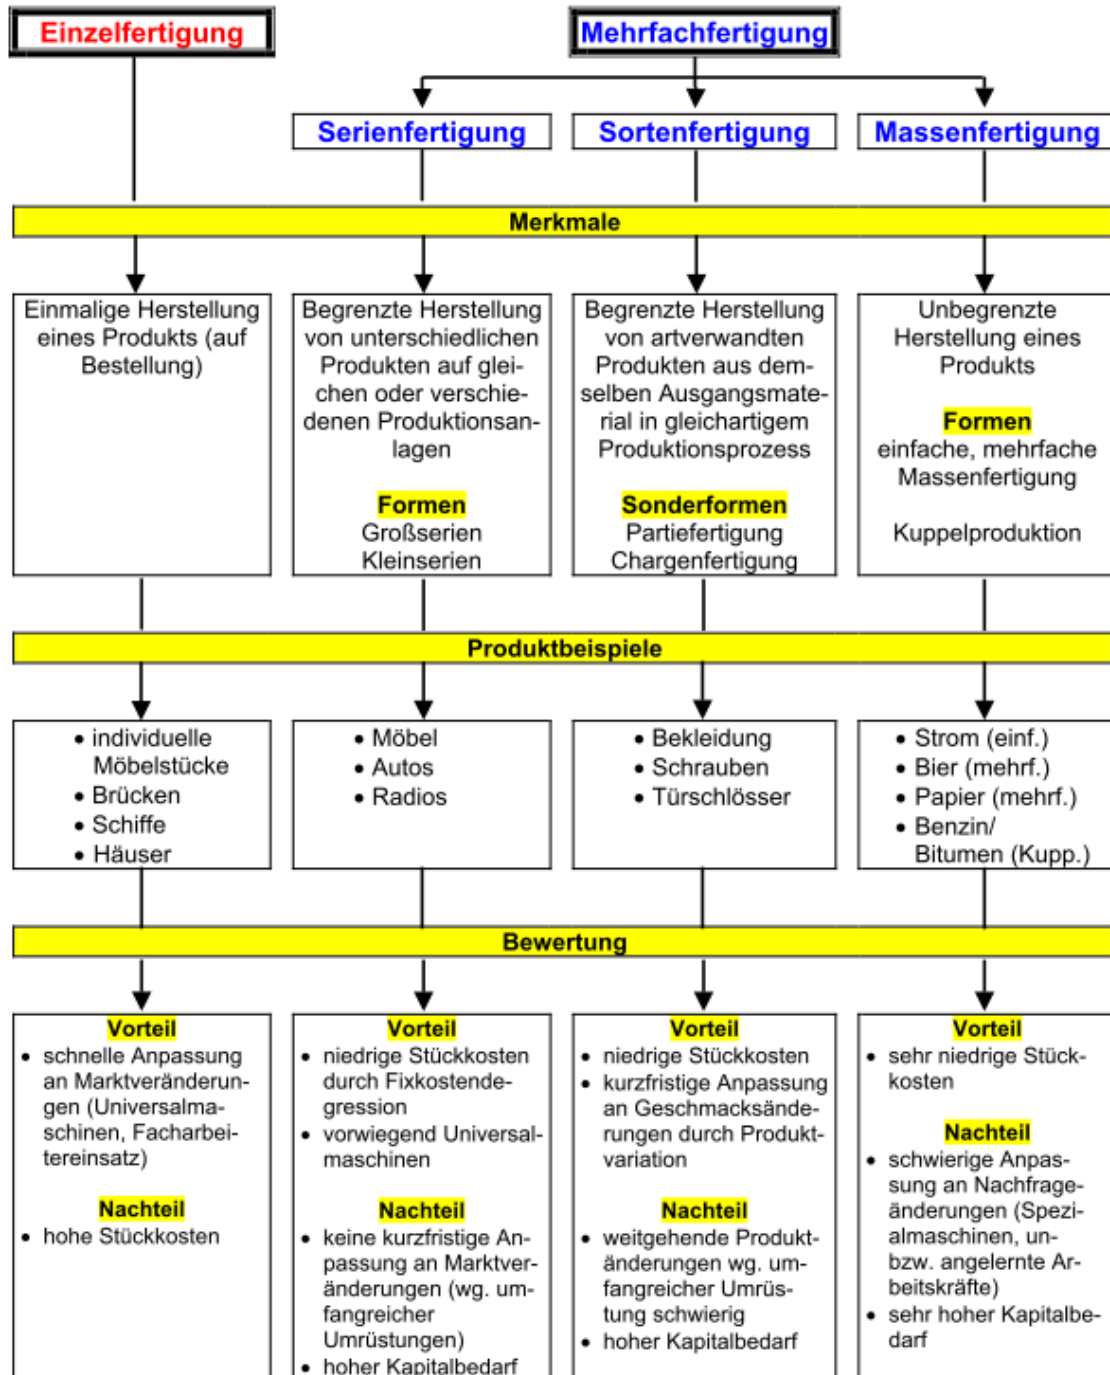 Einzelfertigung
Mehrfachfertigung
Serienfertigung
Sortenfertigung
Massenfertigung
Merkmale
Einmalige Herstellung
eines Produkts (auf
Bestellung)
Begrenzte Herstellung
von unterschiedlichen
Produkten auf glei-
chen oder verschie-
denen Produktionsan-
lagen
Formen
Großserien
Kleinserien
Begrenzte Herstellung
von artverwandten
Produkten aus dem-
selben Ausgangsmate-
rial in gleichartigem
Produktionsprozess
Sonderformen
Partiefertigung
Chargenfertigung
Unbegrenzte
Herstellung eines
Produkts
Formen
einfache, mehrfache
Massenfertigung
Kuppelproduktion
Produktbeispiele
• individuelle
Möbelstücke
• Brücken
• Schiffe
• Häuser
• Möbel
• Autos
• Radios
• Bekleidung
• Schrauben
• Türschlösser
• Strom (einf.)
• Bier (mehrf.)
• Papier (mehrf.)
• Benzin/
Bitumen (Kupp.)
Bewertung
Vorteil
• schnelle Anpassung
an Marktveränderun-
gen (Universalma-
schinen, Facharbei-
tereinsatz)
Nachteil
• hohe Stückkosten
Vorteil
• niedrige Stückkosten
durch Fixkostende-
gression
• vorwiegend Universal-
maschinen
Nachteil
• keine kurzfristige An-
passung an Marktver-
änderungen (wg. um-
fangreicher
Umrüstungen)
• hoher Kapitalbedarf
Vorteil
• niedrige Stückkosten
• kurzfristige Anpassung
an Geschmacksände-
rungen durch Produkt-
variation
Nachteil
• weitgehende Produkt-
änderungen wg. um-
fangreicher Umrüs-
tung schwierig
• hoher Kapitalbedarf
Vorteil
• sehr niedrige Stück-
kosten
Nachteil
• schwierige Anpas-
sung an Nachfrage-
änderungen (Spezi-
almaschinen, un-
bzw. angelernte Ar-
beitskräfte)
• sehr hoher Kapitalbe-
darf